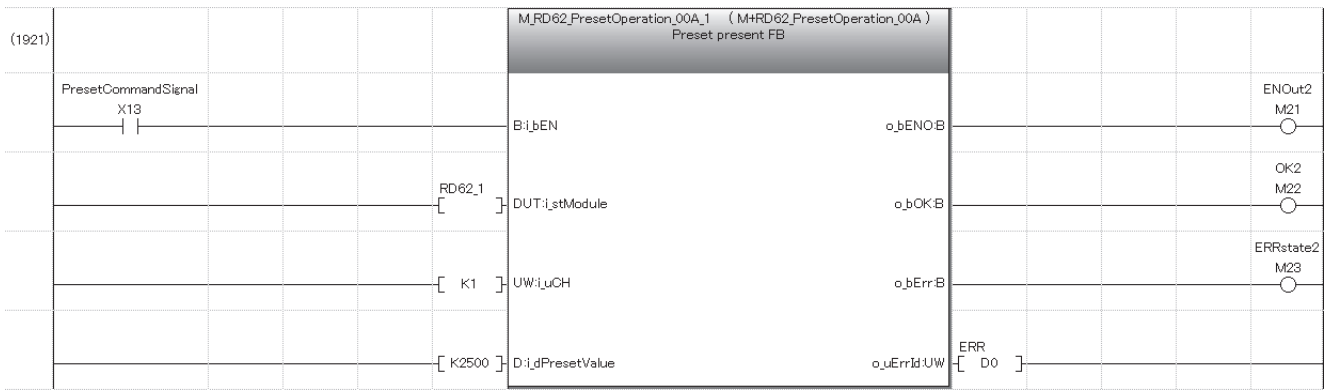 M_RD62_PresetOperation_00A_1 ( M+RD62_PresetOperation_00A )
Preset present FB
(1921)
PresetCommandSignal
X13
B:i_bEN
o_bENO:B
ENOut2
M21
RD62_1
DUT:i_stModule
o_bOK:B
OK2
M22
K1
UW:i_uCH
o_bErr:B
ERRstate2
M23
K2500
D:i_dPresetValue
o_uErrId:UW
ERR
D0